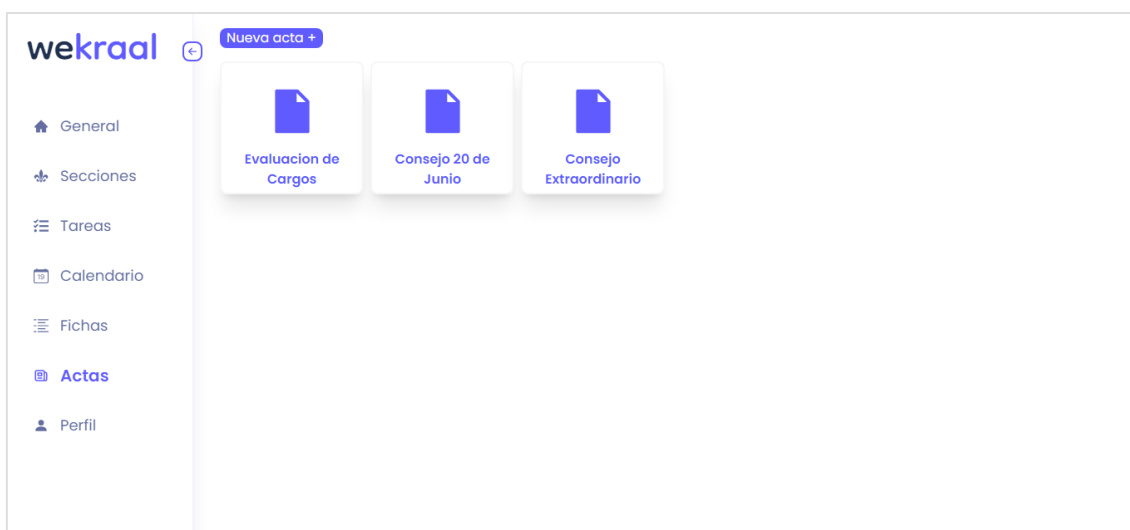 wekraal
Nueva acta +
General
Secciones
Tareas
Calendario
Fichas
Actas
Perfil
Evaluacion de
Cargos
Consejo 20 de
Junio
Consejo
Extraordinario
19